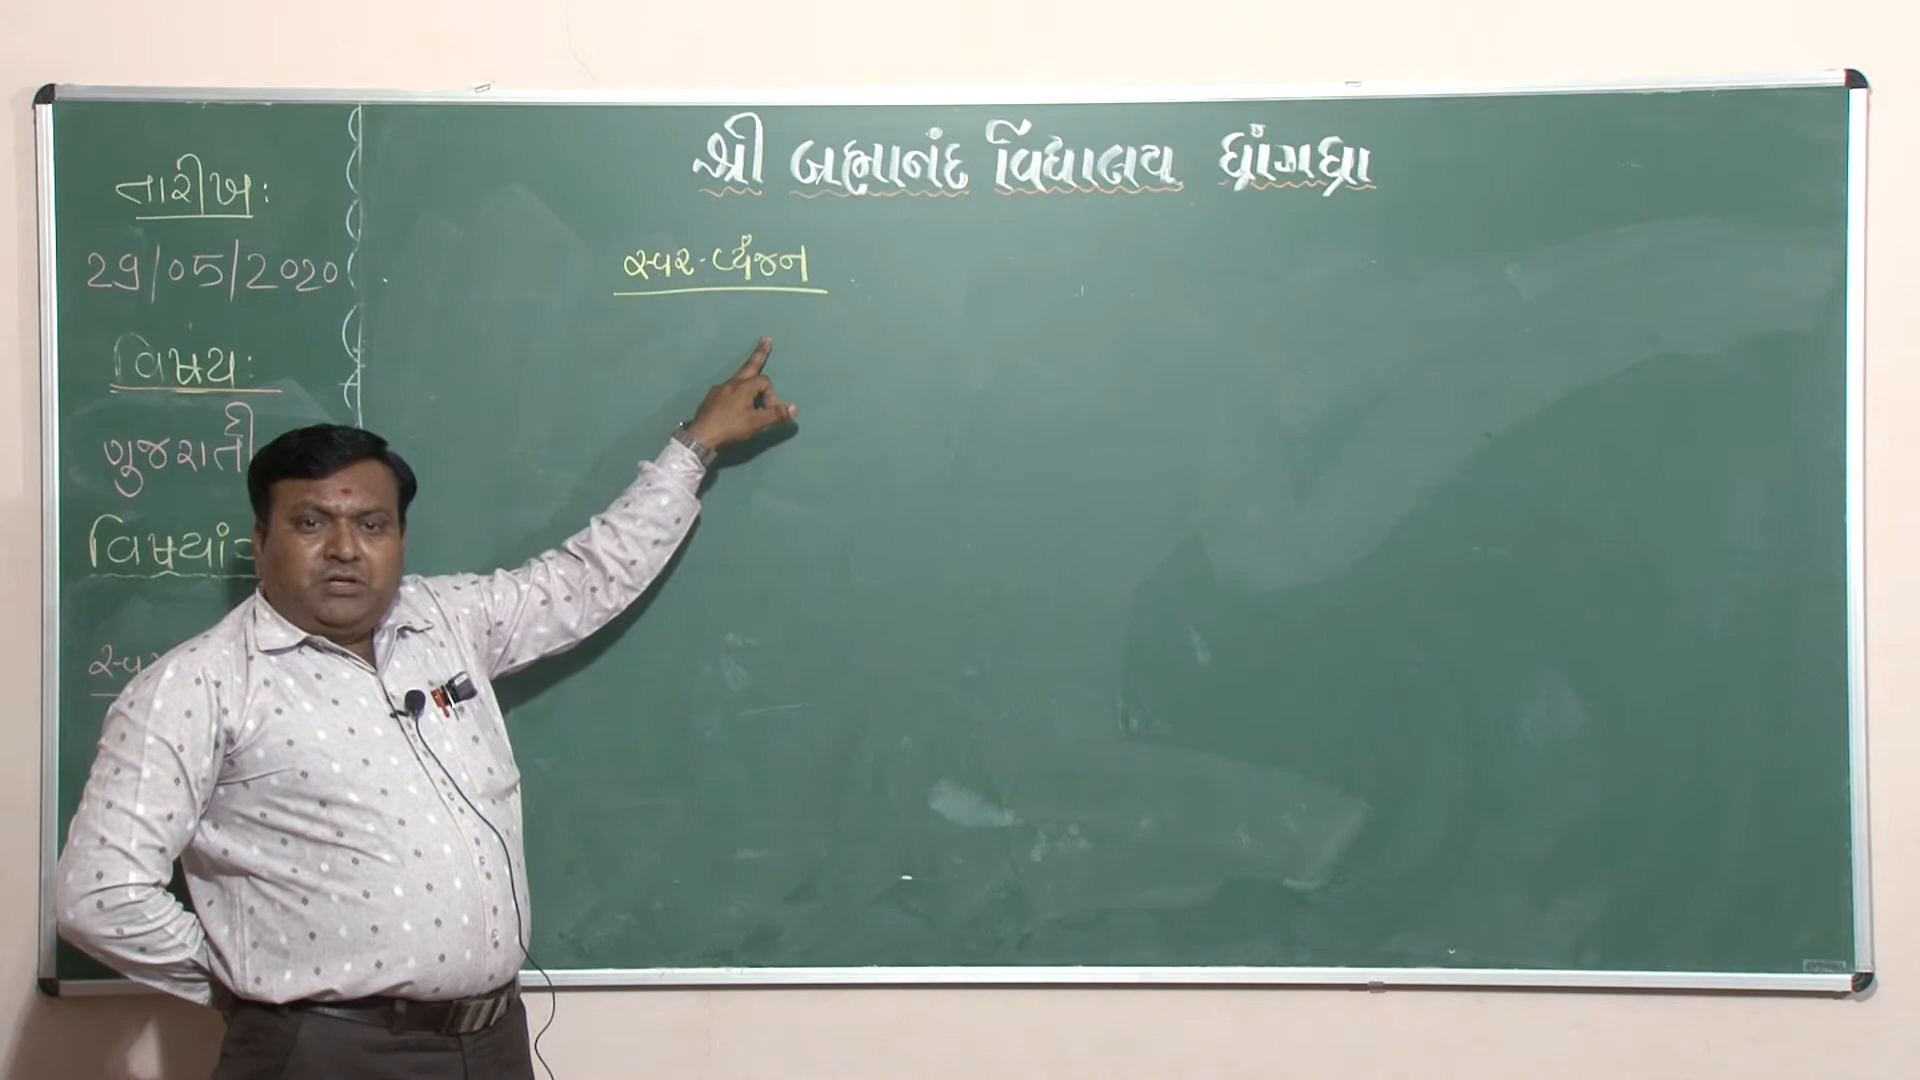 શ્રી બ્રહ્માનંદ વિદ્યાલય ધ્રાંગધ્રા
તારીખ:
29/05/2020
વિષય:
ગુજરાતી
સ્વર-વ્યંજન